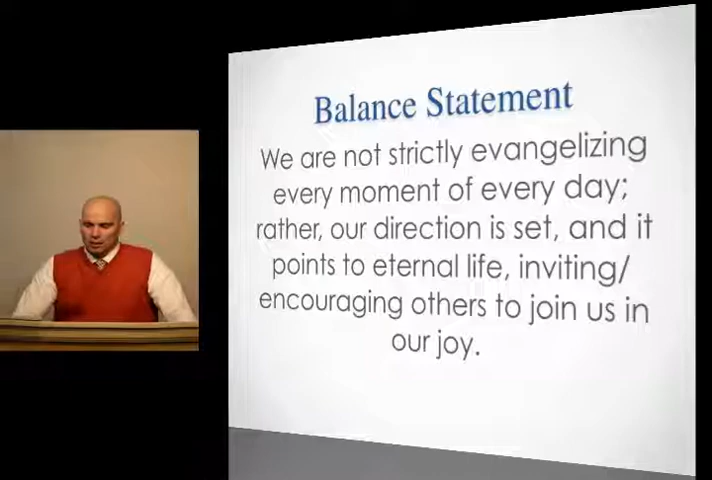 Balance Statement
We are not strictly evangelizing
every moment of every day;
rather, our direction is set, and it
points to eternal life, inviting/
encouraging others to join us in
our joy.